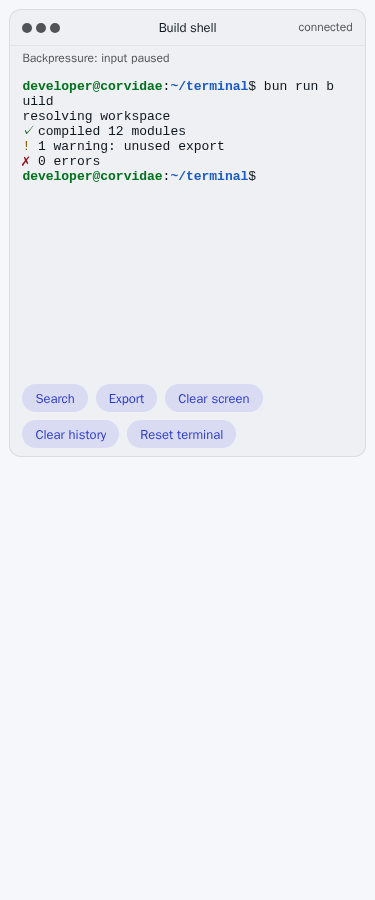 Build shell
connected
Backpressure: input paused
developer@corvidae:~/terminal$ bun run b
uild
resolving workspace
✓ compiled 12 modules
! 1 warning: unused export
✗ 0 errors
developer@corvidae:~/terminal$
Search
Export
Clear screen
Clear history
Reset terminal